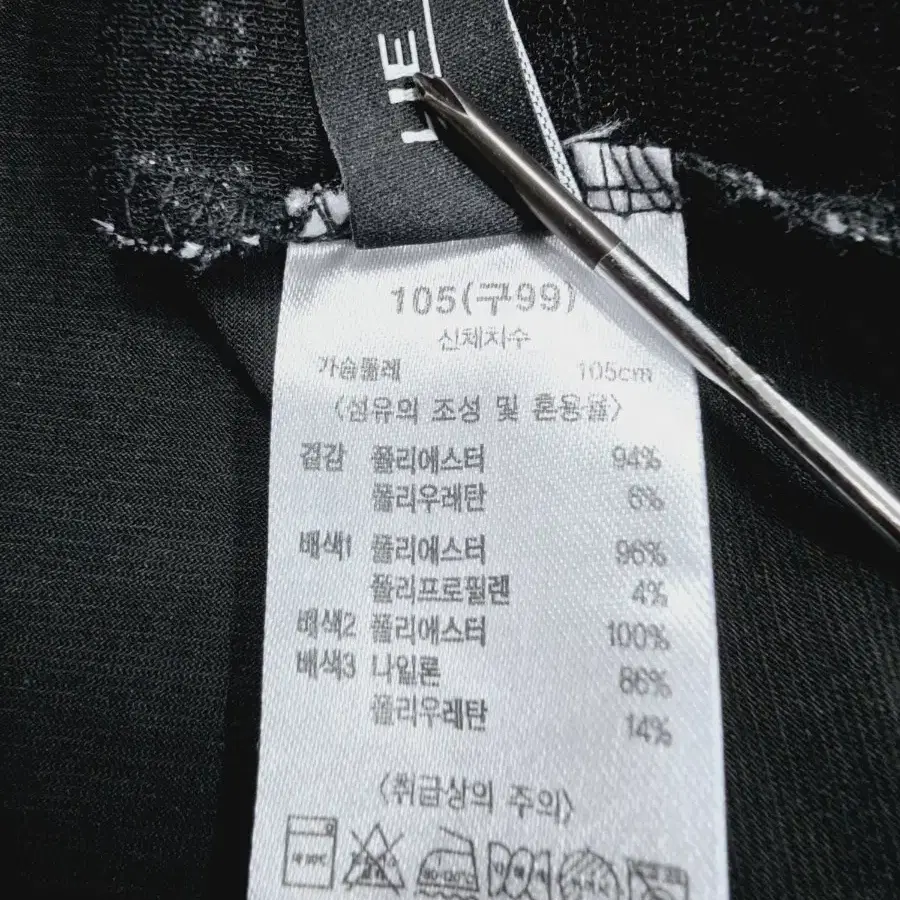 105(구99)
신체치수
가슴둘레 105cm
〈섬유의 조성 및 혼용율〉
겉감 폴리에스터 94%
폴리우레탄 6%
배색1 폴리에스터 96%
폴리프로필렌 4%
배색2 폴리에스터 100%
배색3 나일론 86%
폴리우레탄 14%
〈취급상의 주의〉